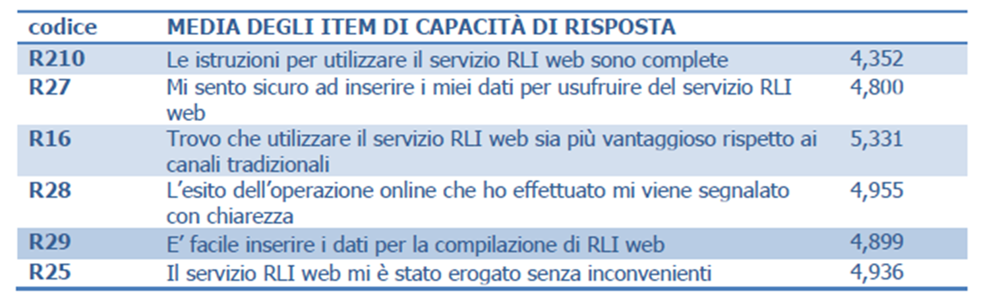 codice MEDIA DEGLI ITEM DI CAPACITÀ DI RISPOSTA
R210 Le istruzioni per utilizzare il servizio RLI web sono complete 4,352
R27 Mi sento sicuro ad inserire i miei dati per usufruire del servizio RLI 4,800
web
R16 Trovo che utilizzare il servizio RLI web sia più vantaggioso rispetto ai 5,331
canali tradizionali
R28 L’esito dell’operazione online che ho effettuato mi viene segnalato 4,955
con chiarezza
R29 E’ facile inserire i dati per la compilazione di RLI web 4,899
R25 Il servizio RLI web mi è stato erogato senza inconvenienti 4,936